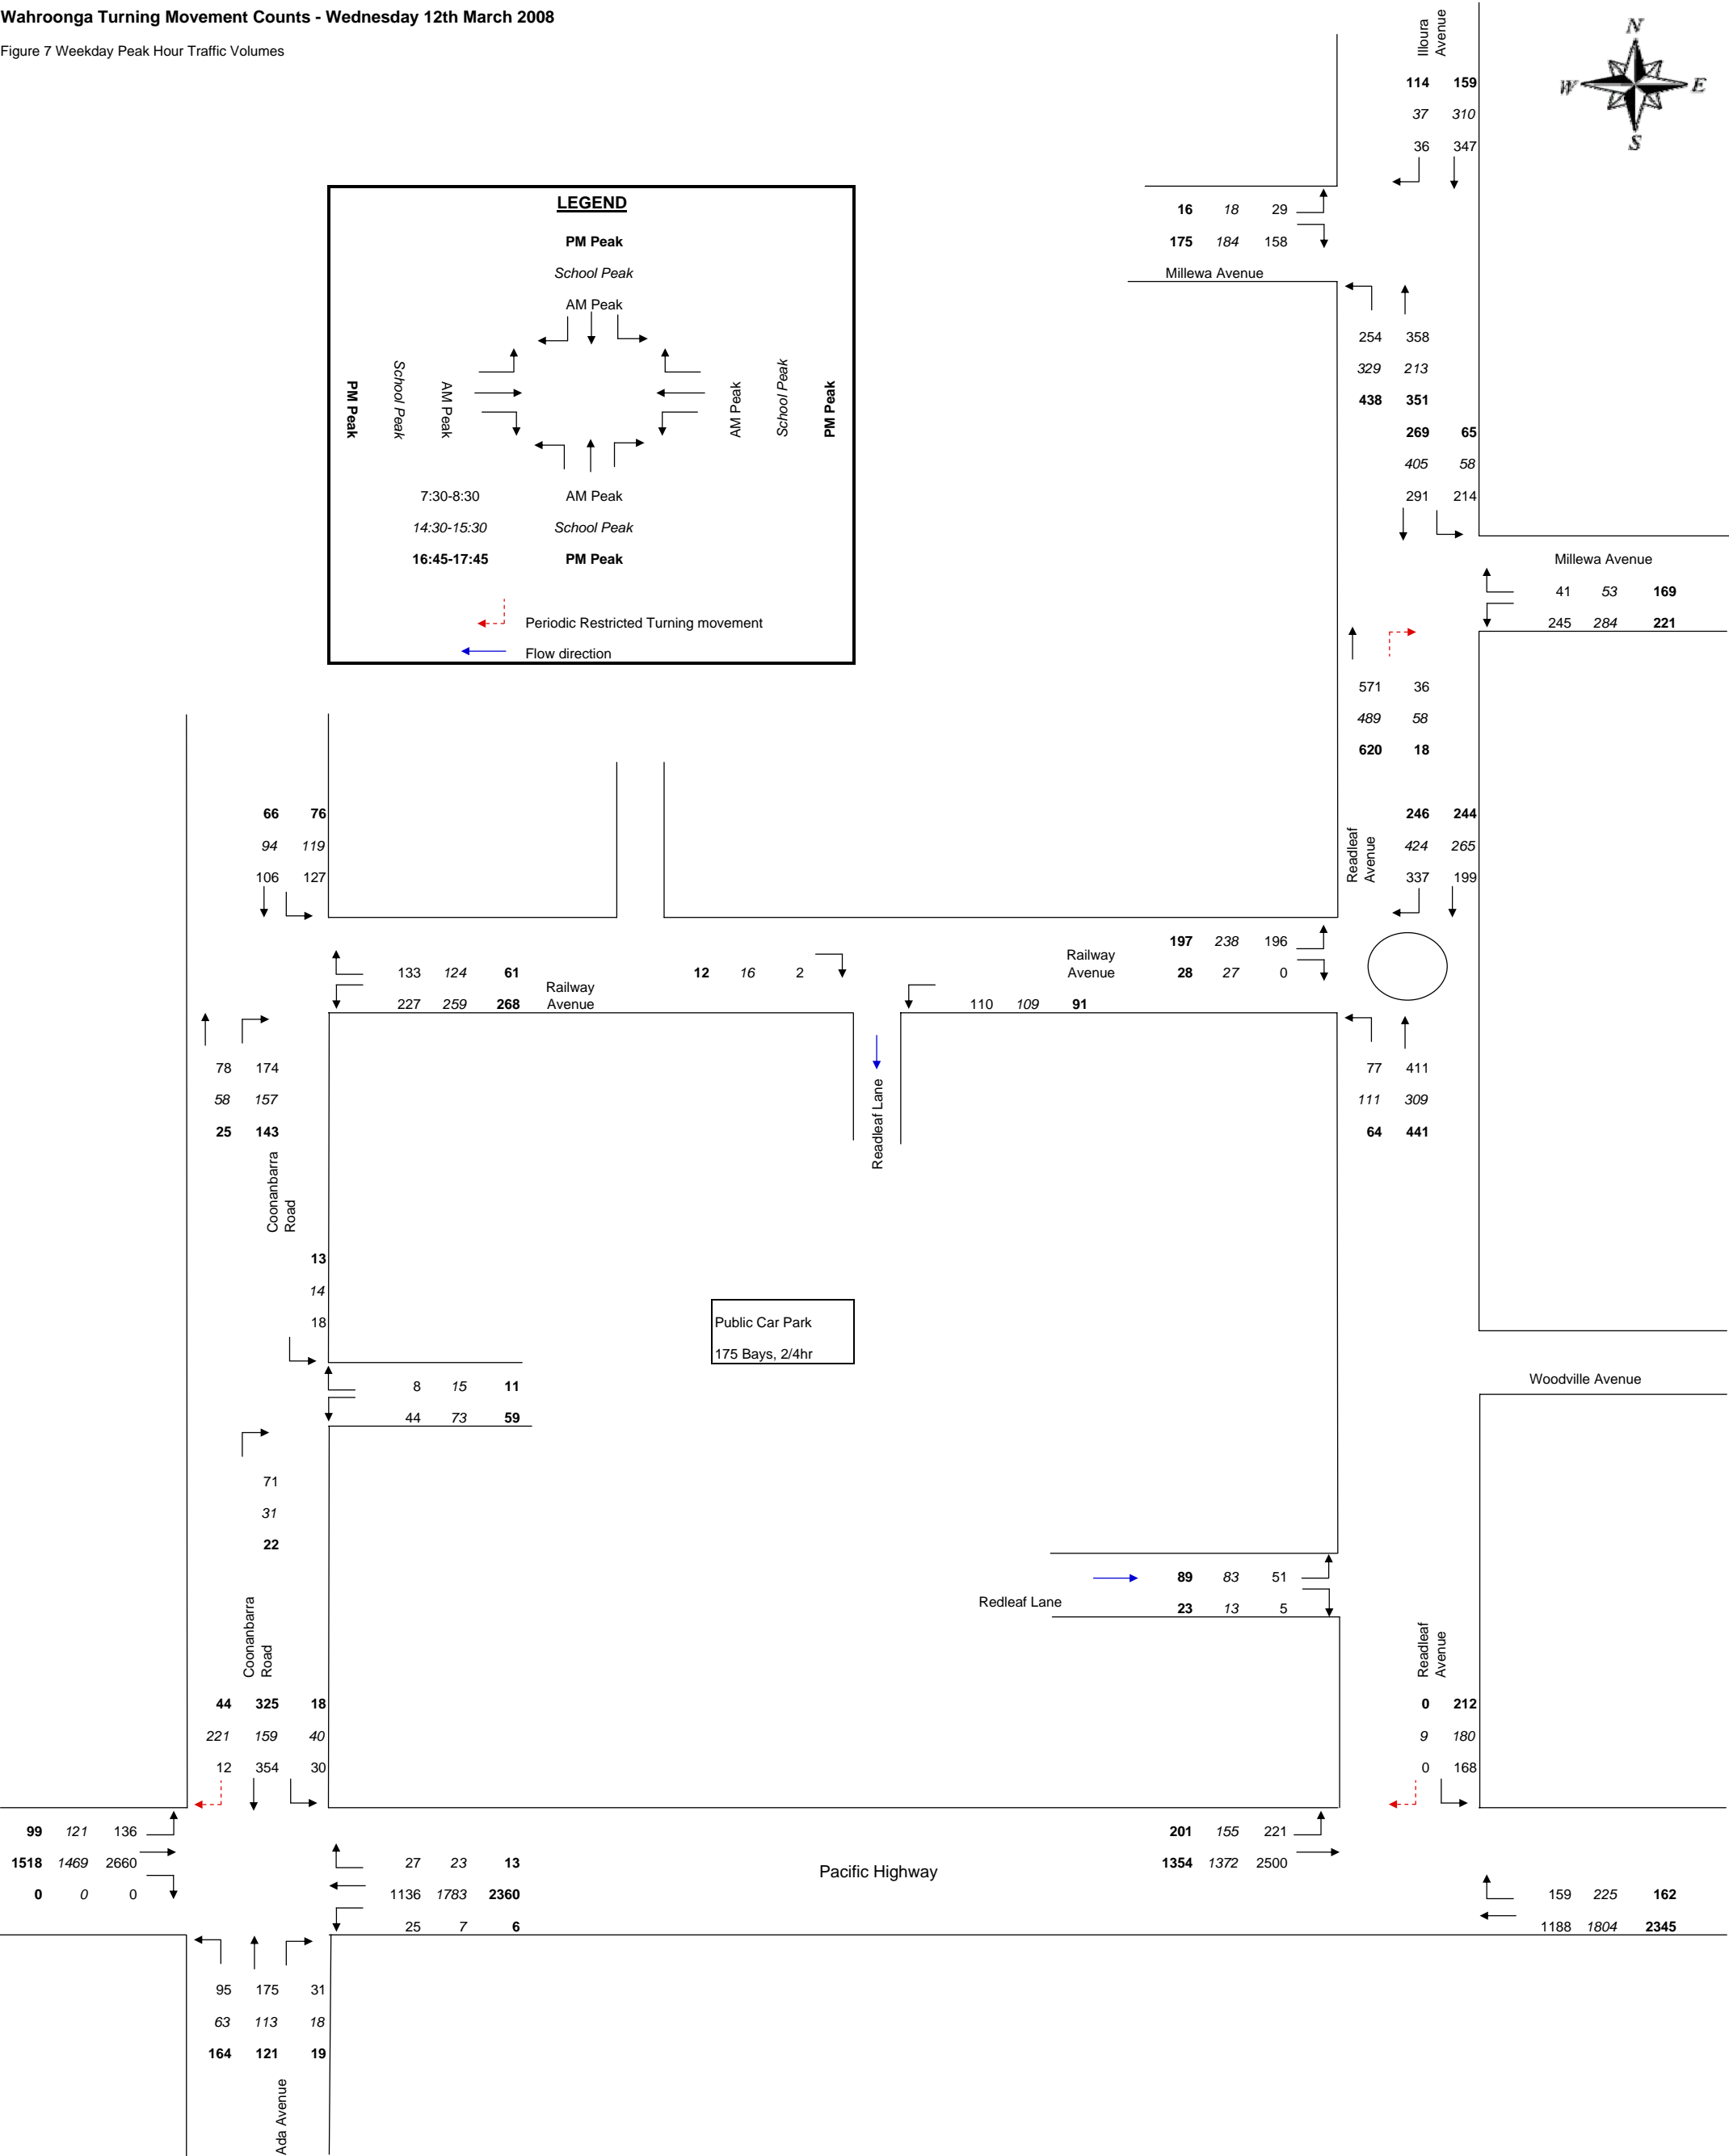 Wahroonga Turning Movement Counts - Wednesday 12th March 2008
Figure 7 Weekday Peak Hour Traffic Volumes
N
W E
S
Illoura
Avenue
114 159
37 310
36 347
16 18 29
175 184 158
Millewa Avenue
254 358
329 213
438 351
269 65
405 58
291 214
Millewa Avenue
41 53 169
245 284 221
571 36
489 58
620 18
LEGEND
PM Peak
School Peak
AM Peak
PM Peak
School Peak
AM Peak
AM Peak
School Peak
PM Peak
7:30-8:30 AM Peak
14:30-15:30 School Peak
16:45-17:45 PM Peak
Periodic Restricted Turning movement
Flow direction
66 76
94 119
106 127
Readleaf
Avenue
246 244
424 265
337 199
133 124 61
227 259 268
Railway
Avenue
12 16 2
Railway
Avenue
197 238 196
28 27 0
110 109 91
78 174
58 157
25 143
Readleaf Lane
77 411
111 309
64 441
Coonanbarra
Road
13
14
18
Public Car Park
175 Bays, 2/4hr
8 15 11
44 73 59
Woodville Avenue
71
31
22
89 83 51
Redleaf Lane
23 13 5
Coonanbarra
Road
44 325 18
221 159 40
12 354 30
Readleaf
Avenue
0 212
9 180
0 168
99 121 136
1518 1469 2660
0 0 0
27 23 13
1136 1783 2360
25 7 6
Pacific Highway
201 155 221
1354 1372 2500
159 225 162
1188 1804 2345
95 175 31
63 113 18
164 121 19
Ada Avenue